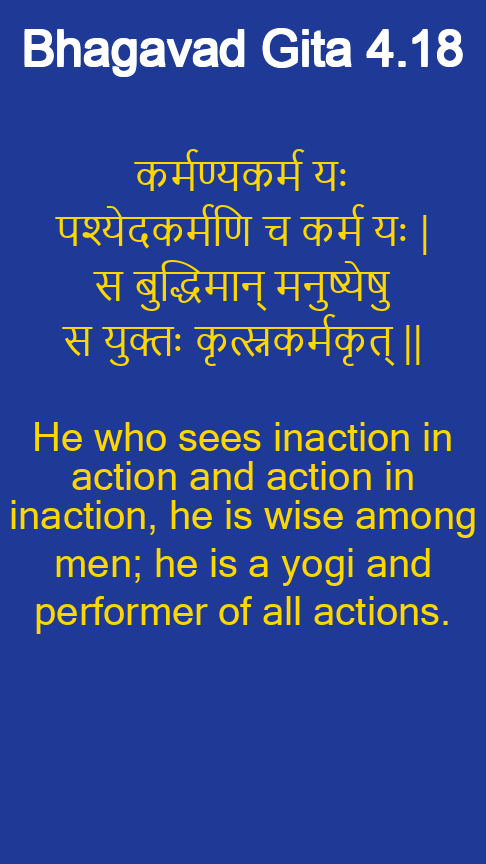 Bhagavad Gita 4.18
कर्मण्यकर्म यः
पश्येदकर्मणि च कर्म यः |
स बुद्धिमान् मनुष्येषु
स युक्तः कृत्स्नकर्मकृत् ||
He who sees inaction in
action and action in
inaction, he is wise among
men; he is a yogi and
performer of all actions.